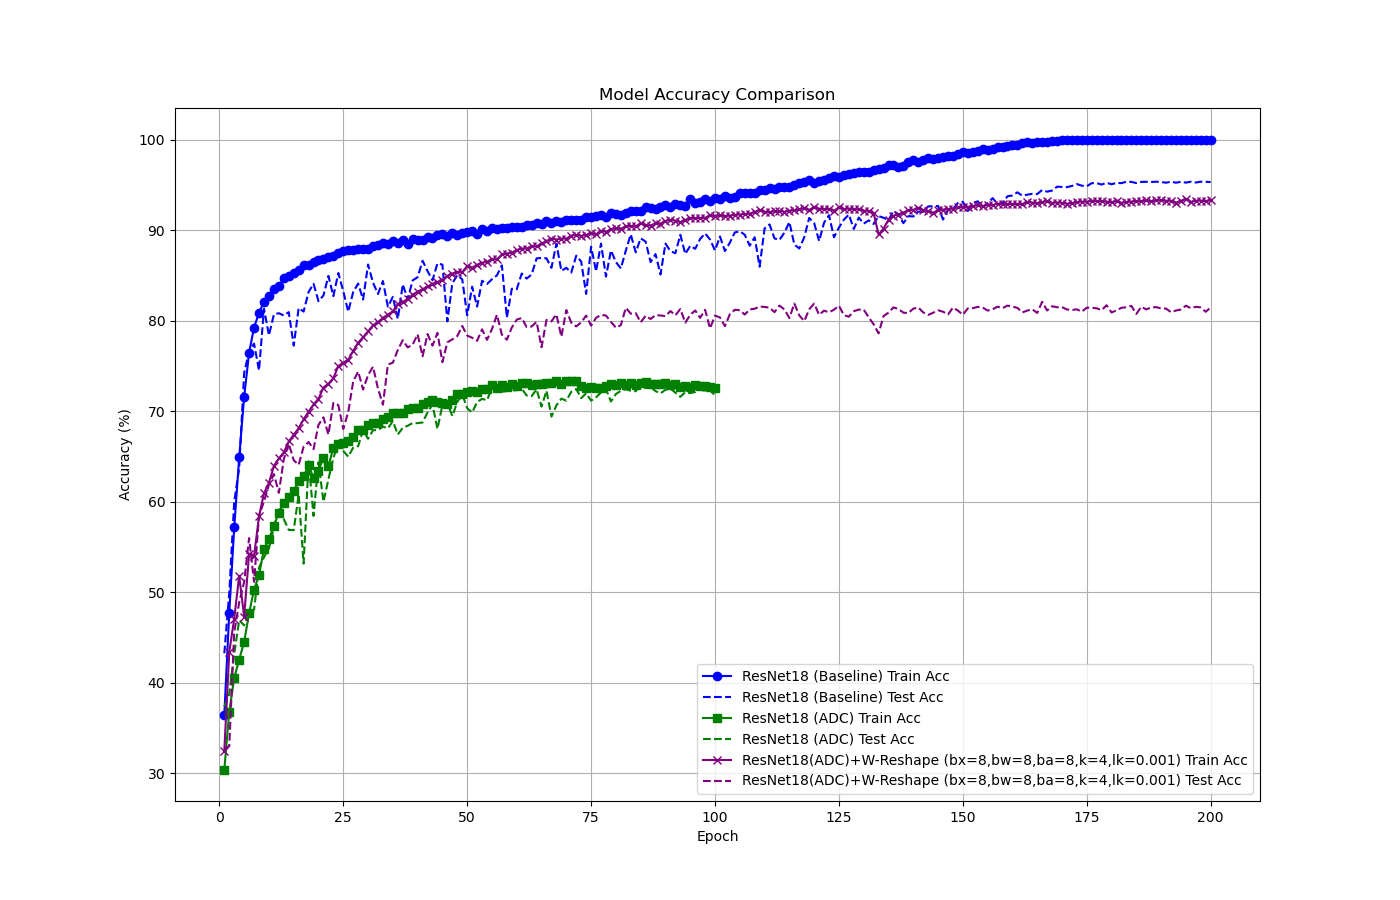 Model Accuracy Comparison
100
90
80
70
60
50
40
30
Accuracy (%)
ResNet18 (Baseline) Train Acc
ResNet18 (Baseline) Test Acc
ResNet18 (ADC) Train Acc
ResNet18 (ADC) Test Acc
ResNet18(ADC)+W-Reshape (bx=8,bw=8,ba=8,k=4,lk=0.001) Train Acc
ResNet18(ADC)+W-Reshape (bx=8,bw=8,ba=8,k=4,lk=0.001) Test Acc
0 25 50 75 100 125 150 175 200
Epoch